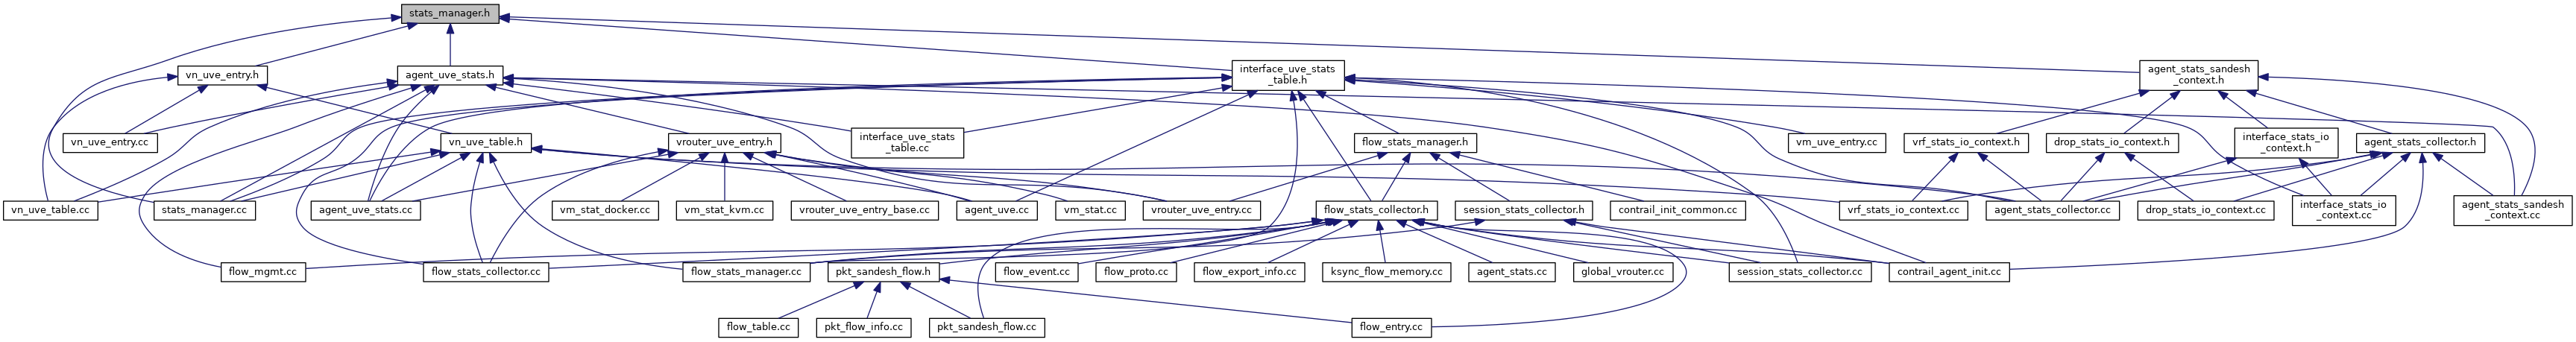 stats_manager.h
vn_uve_entry.h
agent_uve_stats.h
interface_uve_stats
_table.h
agent_stats_sandesh
_context.h
vn_uve_entry.cc
vn_uve_table.h
vrouter_uve_entry.h
interface_uve_stats
_table.cc
flow_stats_manager.h
vm_uve_entry.cc
vrf_stats_io_context.h
drop_stats_io_context.h
interface_stats_io
_context.h
agent_stats_collector.h
vn_uve_table.cc
stats_manager.cc
agent_uve_stats.cc
vm_stat_docker.cc
vm_stat_kvm.cc
vrouter_uve_entry_base.cc
agent_uve.cc
vm_stat.cc
vrouter_uve_entry.cc
flow_stats_collector.h
session_stats_collector.h
contrail_init_common.cc
vrf_stats_io_context.cc
agent_stats_collector.cc
drop_stats_io_context.cc
interface_stats_io
_context.cc
agent_stats_sandesh
_context.cc
flow_mgmt.cc
flow_stats_collector.cc
flow_stats_manager.cc
pkt_sandesh_flow.h
flow_event.cc
flow_proto.cc
flow_export_info.cc
ksync_flow_memory.cc
agent_stats.cc
global_vrouter.cc
session_stats_collector.cc
contrail_agent_init.cc
flow_table.cc
pkt_flow_info.cc
pkt_sandesh_flow.cc
flow_entry.cc